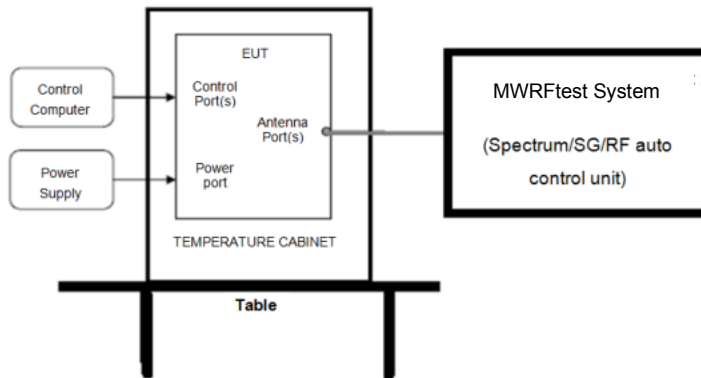 EUT
Control
Computer
Control
Port(s)
Antenna
Port(s)
Power
Supply
Power
port
TEMPERATURE CABINET
Table
MWRFtest System
(Spectrum/SG/RF auto
control unit)